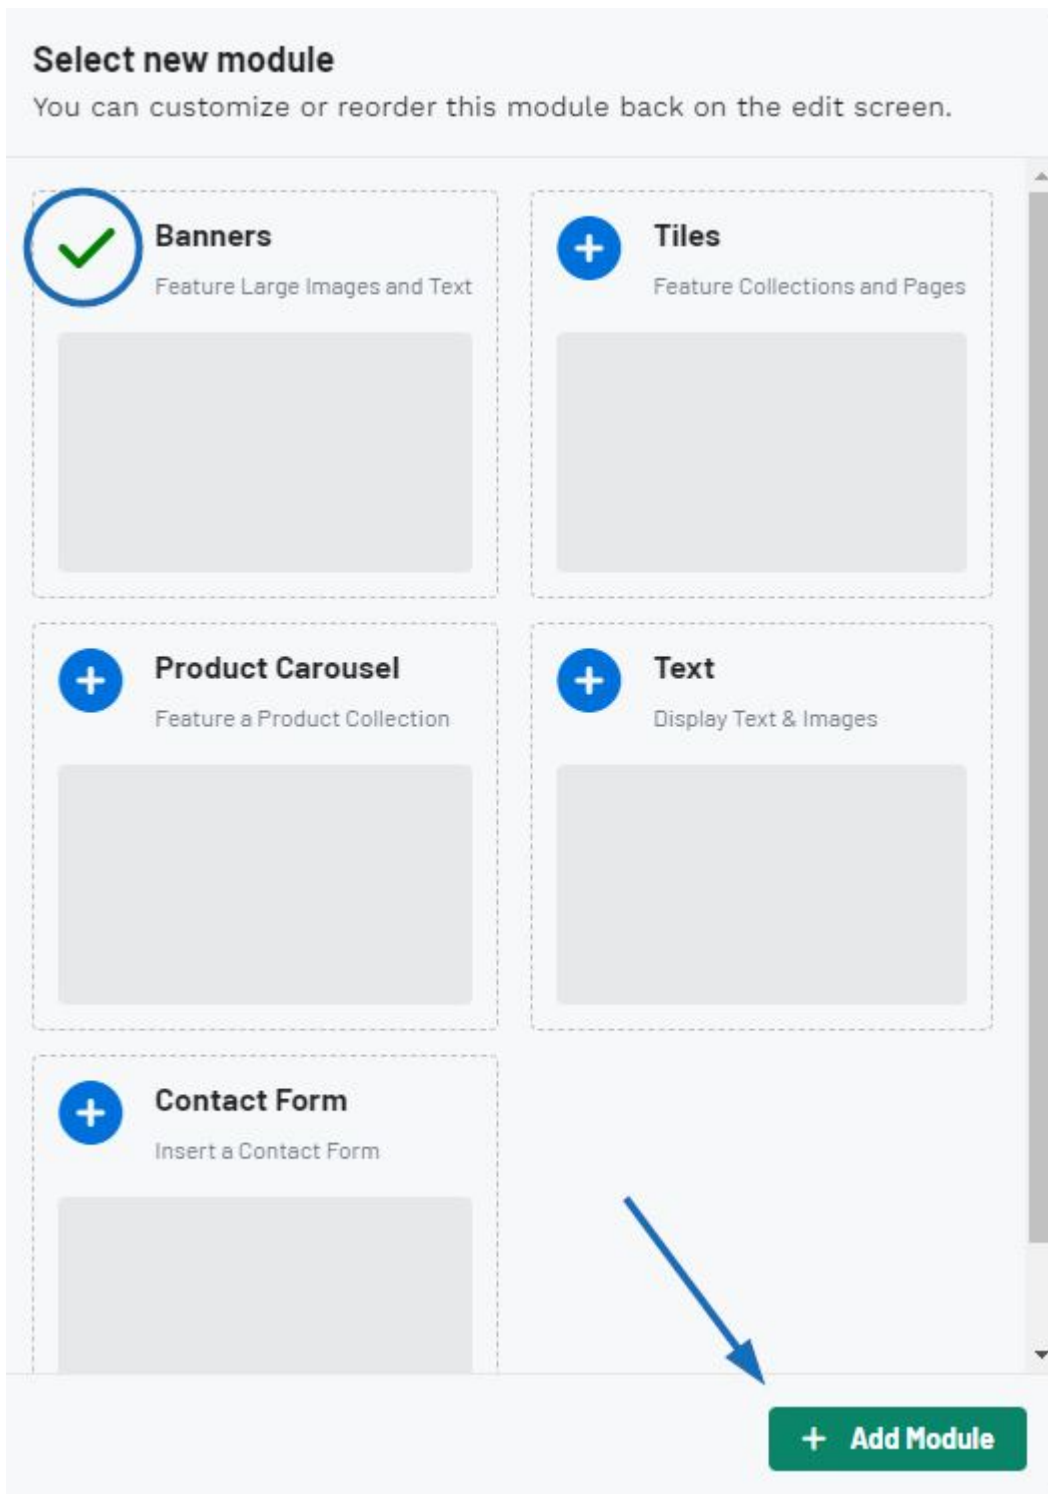 Select new module
You can customize or reorder this module back on the edit screen.
Banners
Feature Large Images and Text
Tiles
Feature Collections and Pages
Product Carousel
Feature a Product Collection
Text
Display Text & Images
Contact Form
Insert a Contact Form
+ Add Module